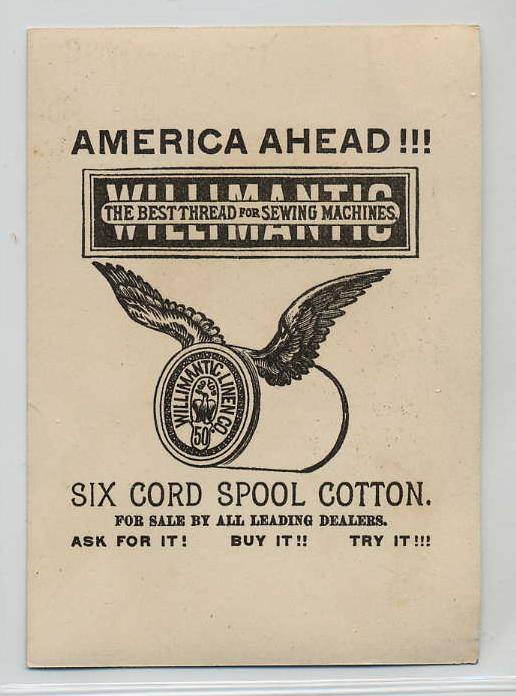 AMERICA AHEAD!!!
WILLIMANTIC
THE BEST THREAD FOR SEWING MACHINES.
WILLIMANTIC LINEN CO.
50
SIX CORD SPOOL COTTON.
FOR SALE BY ALL LEADING DEALERS.
ASK FOR IT! BUY IT!! TRY IT!!!